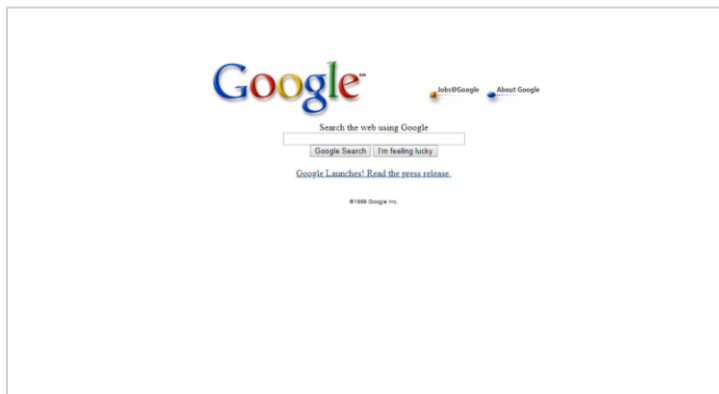 Google™
Jobs@Google About Google
Search the web using Google
Google Search I'm feeling lucky
Google Launches! Read the press release.
©1999 Google Inc.